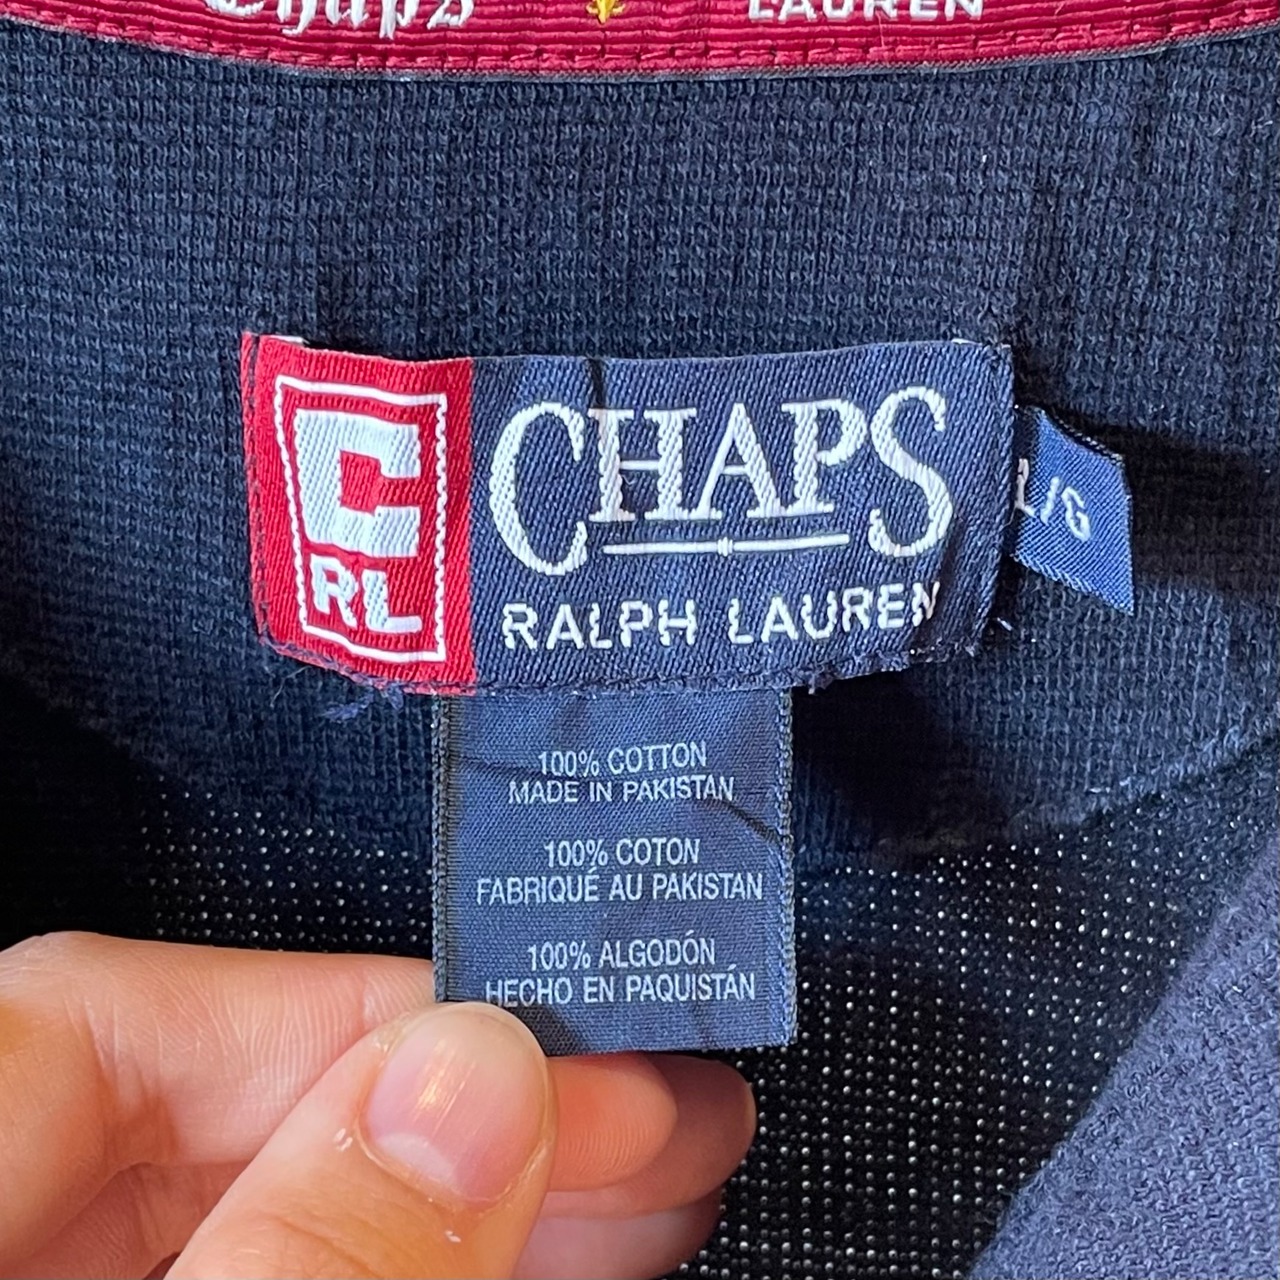 Chaps LAUREN
C
RL
CHAPS
RALPH LAUREN
L/G
100% COTTON
MADE IN PAKISTAN
100% COTON
FABRIQUÉ AU PAKISTAN
100% ALGODÓN
HECHO EN PAQUISTÁN